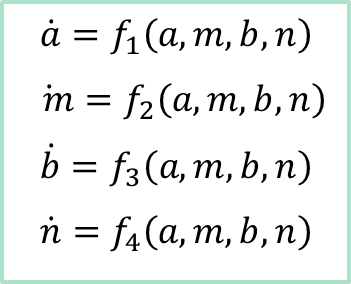 ȧ = f₁(a, m, b, n)
ṁ = f₂(a, m, b, n)
ḃ = f₃(a, m, b, n)
ṅ = f₄(a, m, b, n)